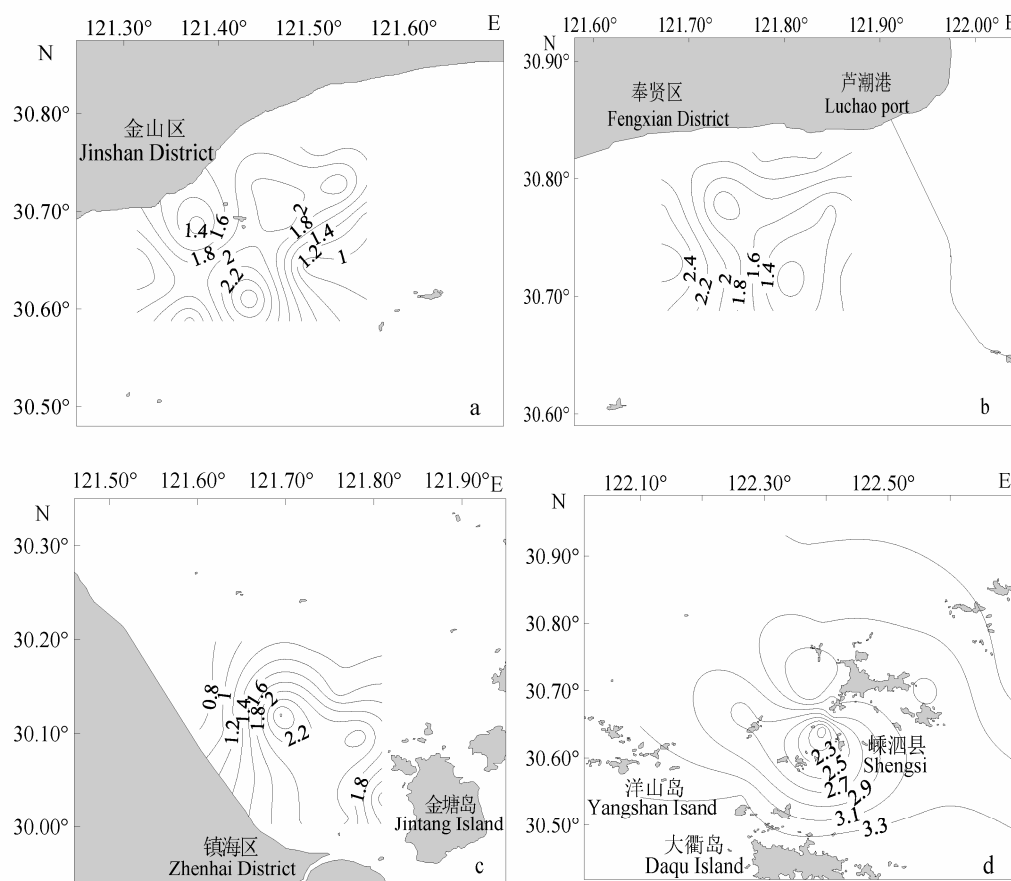 121.30° 121.40° 121.50° 121.60° E
N
30.80°
30.70°
30.60°
30.50°
金山区
Jinshan District
1.4
1.6
1.8
2
2.2
2
1.8
1.4
1.2
1
a
121.60° 121.70° 121.80° 121.90° 122.00° E
N
30.90°
30.80°
30.70°
30.60°
奉贤区
Fengxian District
芦潮港
Luchao port
2.4
2.2
2
1.8
1.6
1.4
b
121.50° 121.60° 121.70° 121.80° 121.90° E
N
30.30°
30.20°
30.10°
30.00°
0.8
1
1.2
1.4
1.6
1.8
2
2.2
1.8
金塘岛
Jintang Island
镇海区
Zhenhai District
c
122.10° 122.30° 122.50° E
N
30.90°
30.80°
30.70°
30.60°
30.50°
2.3
2.5
2.7
2.9
3.1
3.3
嵊泗县
Shengsi
洋山岛
Yangshan Isand
大衢岛
Daqu Island
d